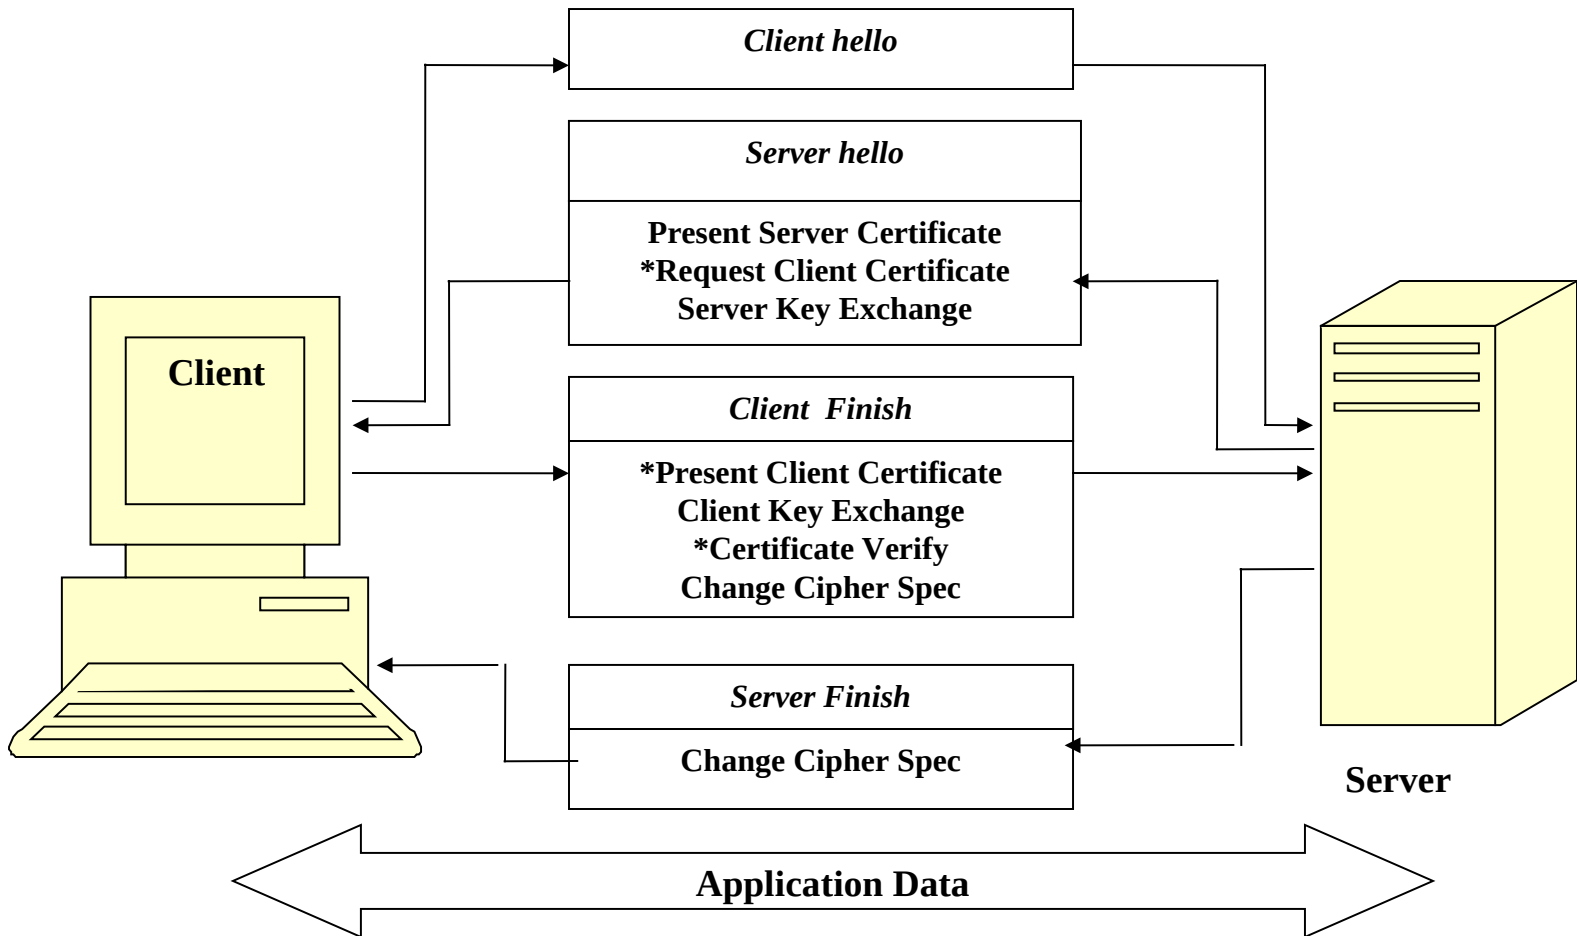 Client hello
Server hello
Present Server Certificate
*Request Client Certificate
Server Key Exchange
Client
Client Finish
*Present Client Certificate
Client Key Exchange
*Certificate Verify
Change Cipher Spec
Server Finish
Change Cipher Spec
Server
Application Data